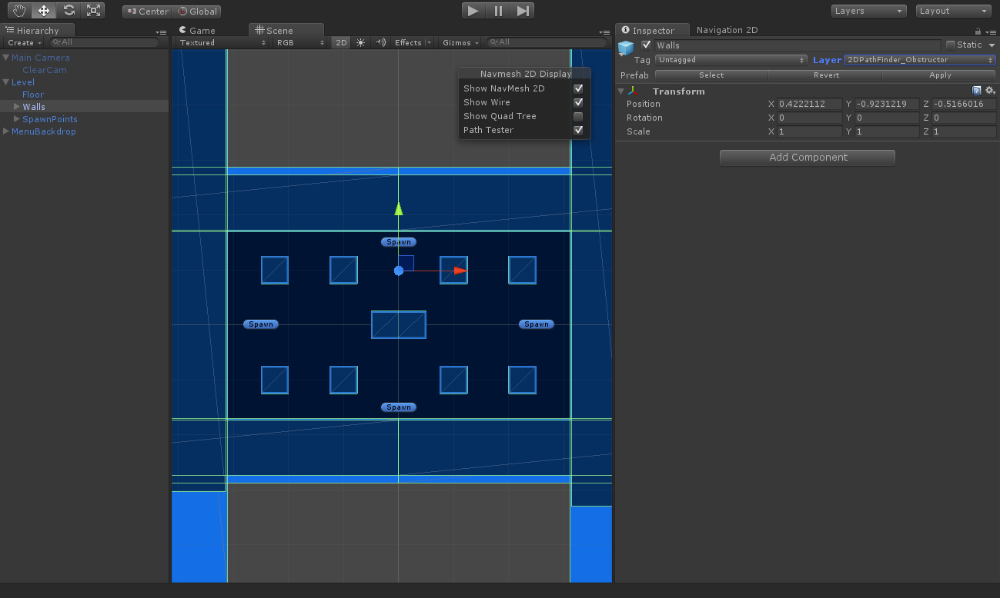 Center Global Layers Layout
Hierarchy Game Scene Inspector Navigation 2D
Create All Textured RGB 2D Effects Gizmos All Walls Static
Main Camera
ClearCam
Level
Floor
Walls
SpawnPoints
MenuBackdrop
Navmesh 2D Display
Show NavMesh 2D
Show Wire
Show Quad Tree
Path Tester
Spawn
Spawn
Spawn
Spawn
Tag Untagged Layer 2DPathFinder_Obstructor
Prefab Select Revert Apply
Transform
Position X 0.4222112 Y -0.9231219 Z -0.5166016
Rotation X 0 Y 0 Z 0
Scale X 1 Y 1 Z 1
Add Component